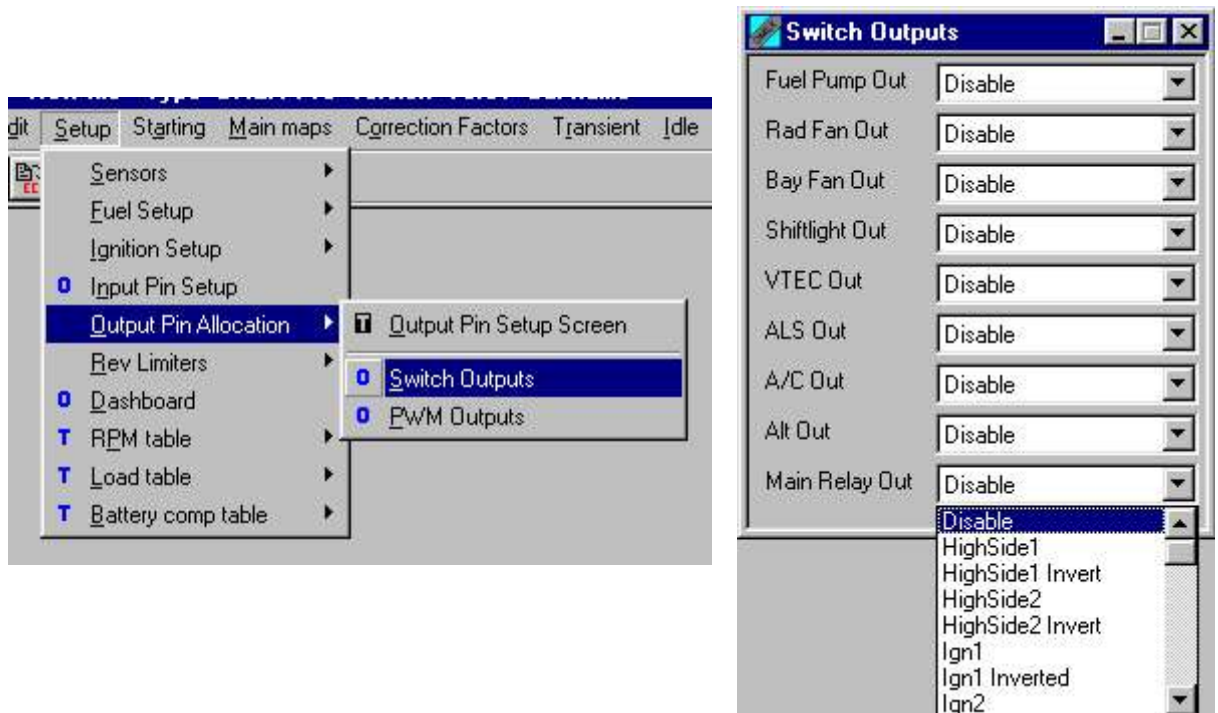 dit Setup Starting Main maps Correction Factors Transient Idle
Sensors
Fuel Setup
Ignition Setup
O Input Pin Setup
Output Pin Allocation
Rev Limiters
O Dashboard
T RPM table
T Load table
T Battery comp table
T Output Pin Setup Screen
O Switch Outputs
O PWM Outputs
Switch Outputs
Fuel Pump Out Disable
Rad Fan Out Disable
Bay Fan Out Disable
Shiftlight Out Disable
VTEC Out Disable
ALS Out Disable
A/C Out Disable
Alt Out Disable
Main Relay Out Disable
Disable
HighSide1
HighSide1 Invert
HighSide2
HighSide2 Invert
Ign1
Ign1 Inverted
Ign2